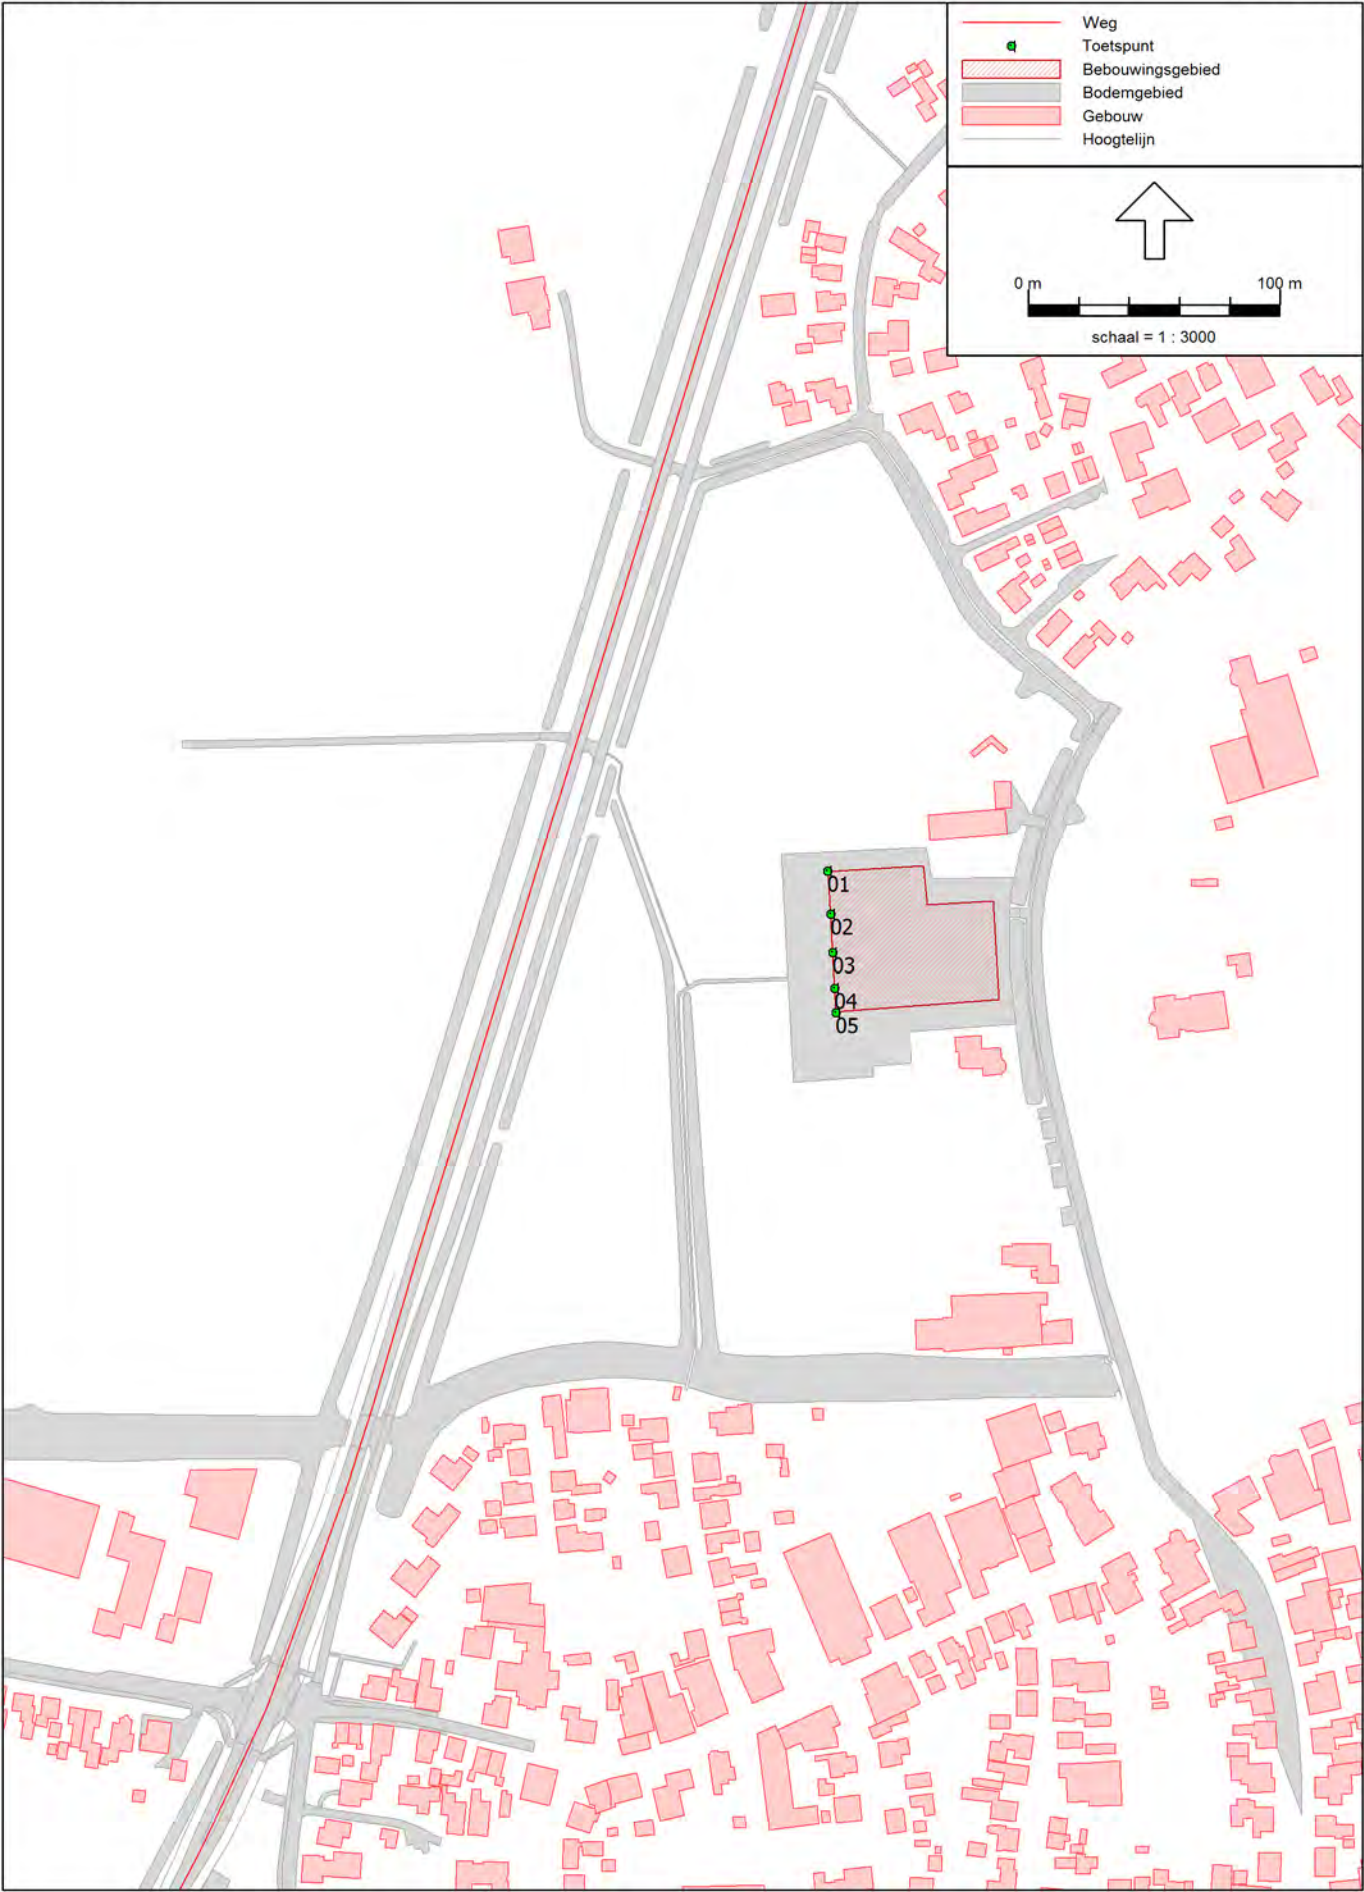 Weg
Toetspunt
Bebouwingsgebied
Bodemgebied
Gebouw
Hoogtelijn
0 m 100 m
schaal = 1 : 3000
01
02
03
04
05